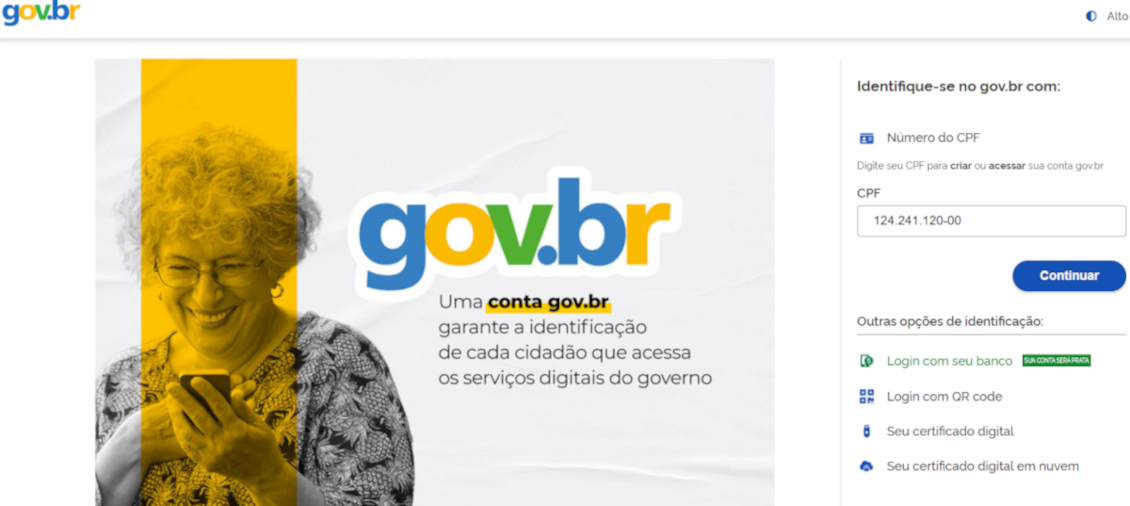 gov.br
Alto
gov.br
Uma conta gov.br
garante a identificação
de cada cidadão que acessa
os serviços digitais do governo
Identifique-se no gov.br com:
Número do CPF
Digite seu CPF para criar ou acessar sua conta gov.br
CPF
124.241.120-00
Continuar
Outras opções de identificação:
Login com seu banco SUA CONTA SERÁ PRATA
Login com QR code
Seu certificado digital
Seu certificado digital em nuvem